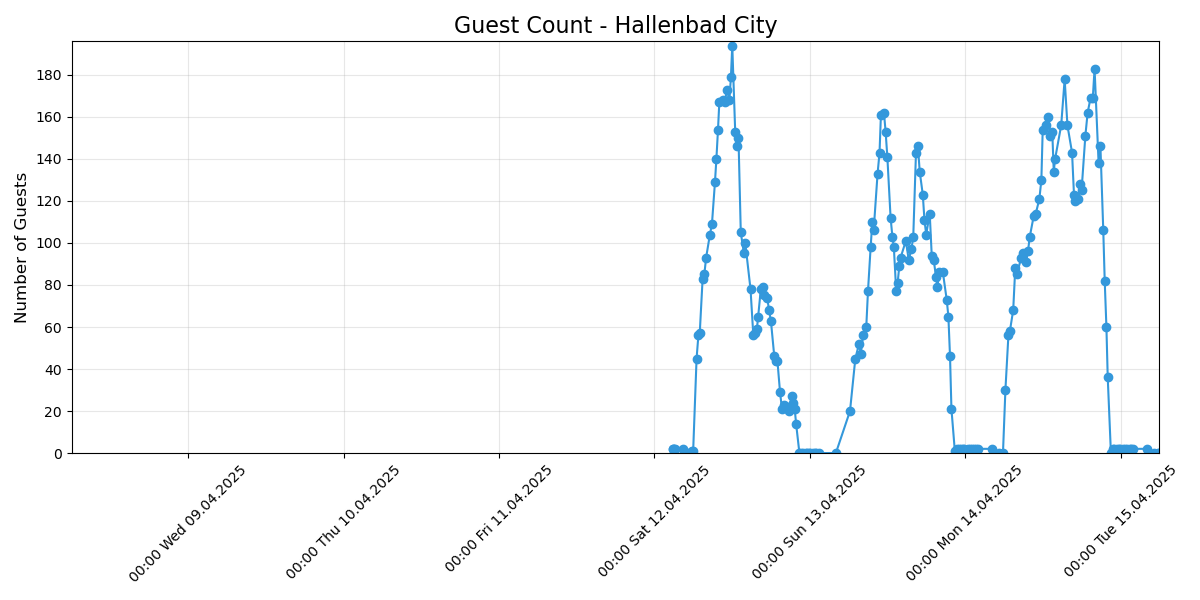 Guest Count - Hallenbad City
Number of Guests
180
160
140
120
100
80
60
40
20
0
00:00 Wed 09.04.2025
00:00 Thu 10.04.2025
00:00 Fri 11.04.2025
00:00 Sat 12.04.2025
00:00 Sun 13.04.2025
00:00 Mon 14.04.2025
00:00 Tue 15.04.2025